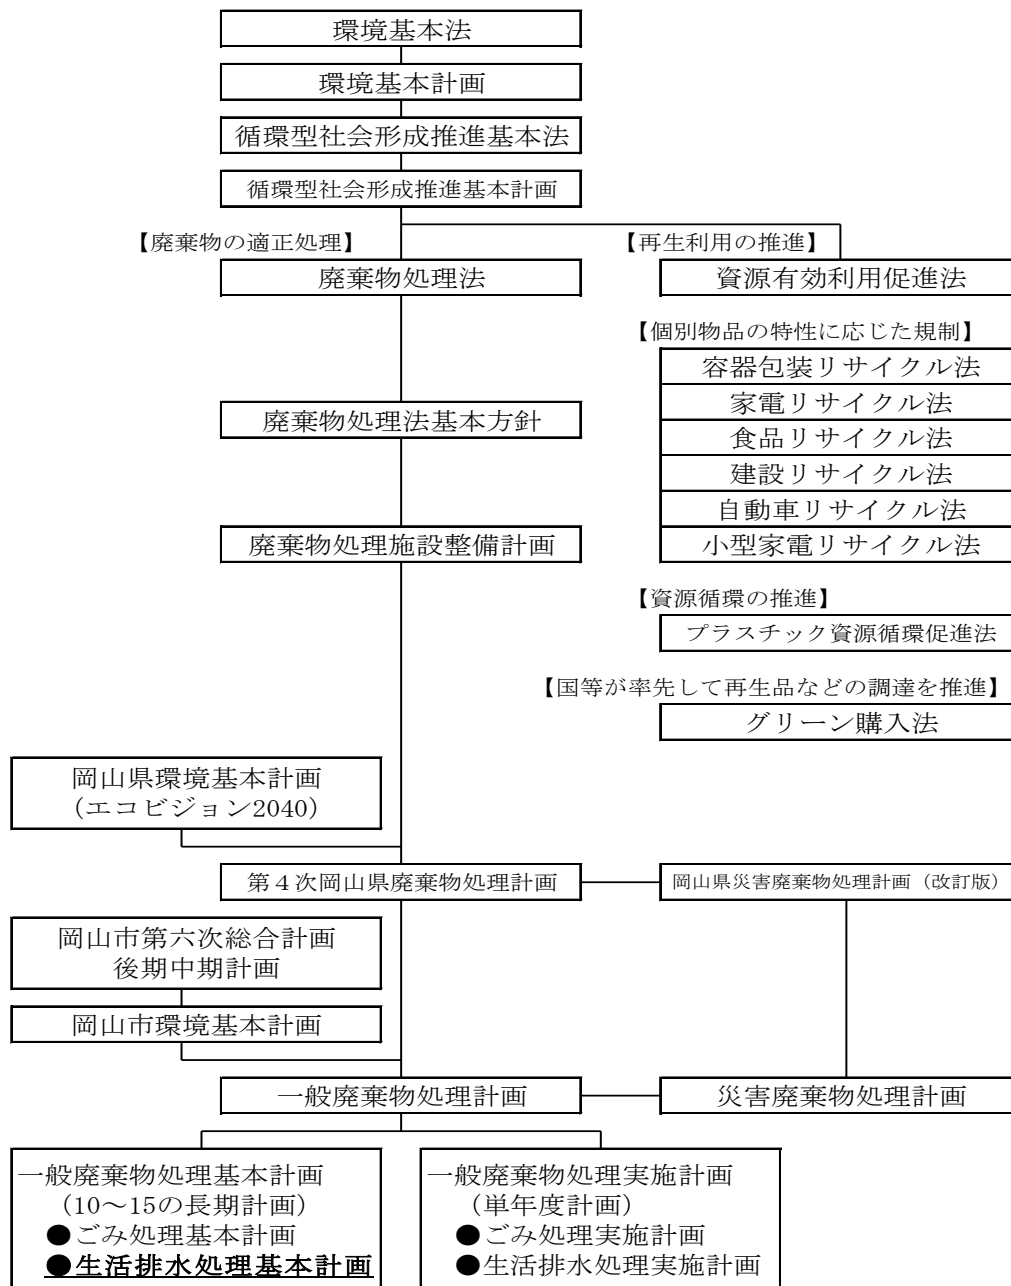 環境基本法
環境基本計画
循環型社会形成推進基本法
循環型社会形成推進基本計画
【廃棄物の適正処理】
廃棄物処理法
廃棄物処理法基本方針
廃棄物処理施設整備計画
【再生利用の推進】
資源有効利用促進法
【個別物品の特性に応じた規制】
容器包装リサイクル法
家電リサイクル法
食品リサイクル法
建設リサイクル法
自動車リサイクル法
小型家電リサイクル法
【資源循環の推進】
プラスチック資源循環促進法
【国等が率先して再生品などの調達を推進】
グリーン購入法
岡山県環境基本計画
(エコビジョン2040)
第4次岡山県廃棄物処理計画
岡山県災害廃棄物処理計画(改訂版)
岡山市第六次総合計画
後期中期計画
岡山市環境基本計画
一般廃棄物処理計画
災害廃棄物処理計画
一般廃棄物処理基本計画
(10~15の長期計画)
●ごみ処理基本計画
●生活排水処理基本計画
一般廃棄物処理実施計画
(単年度計画)
●ごみ処理実施計画
●生活排水処理実施計画